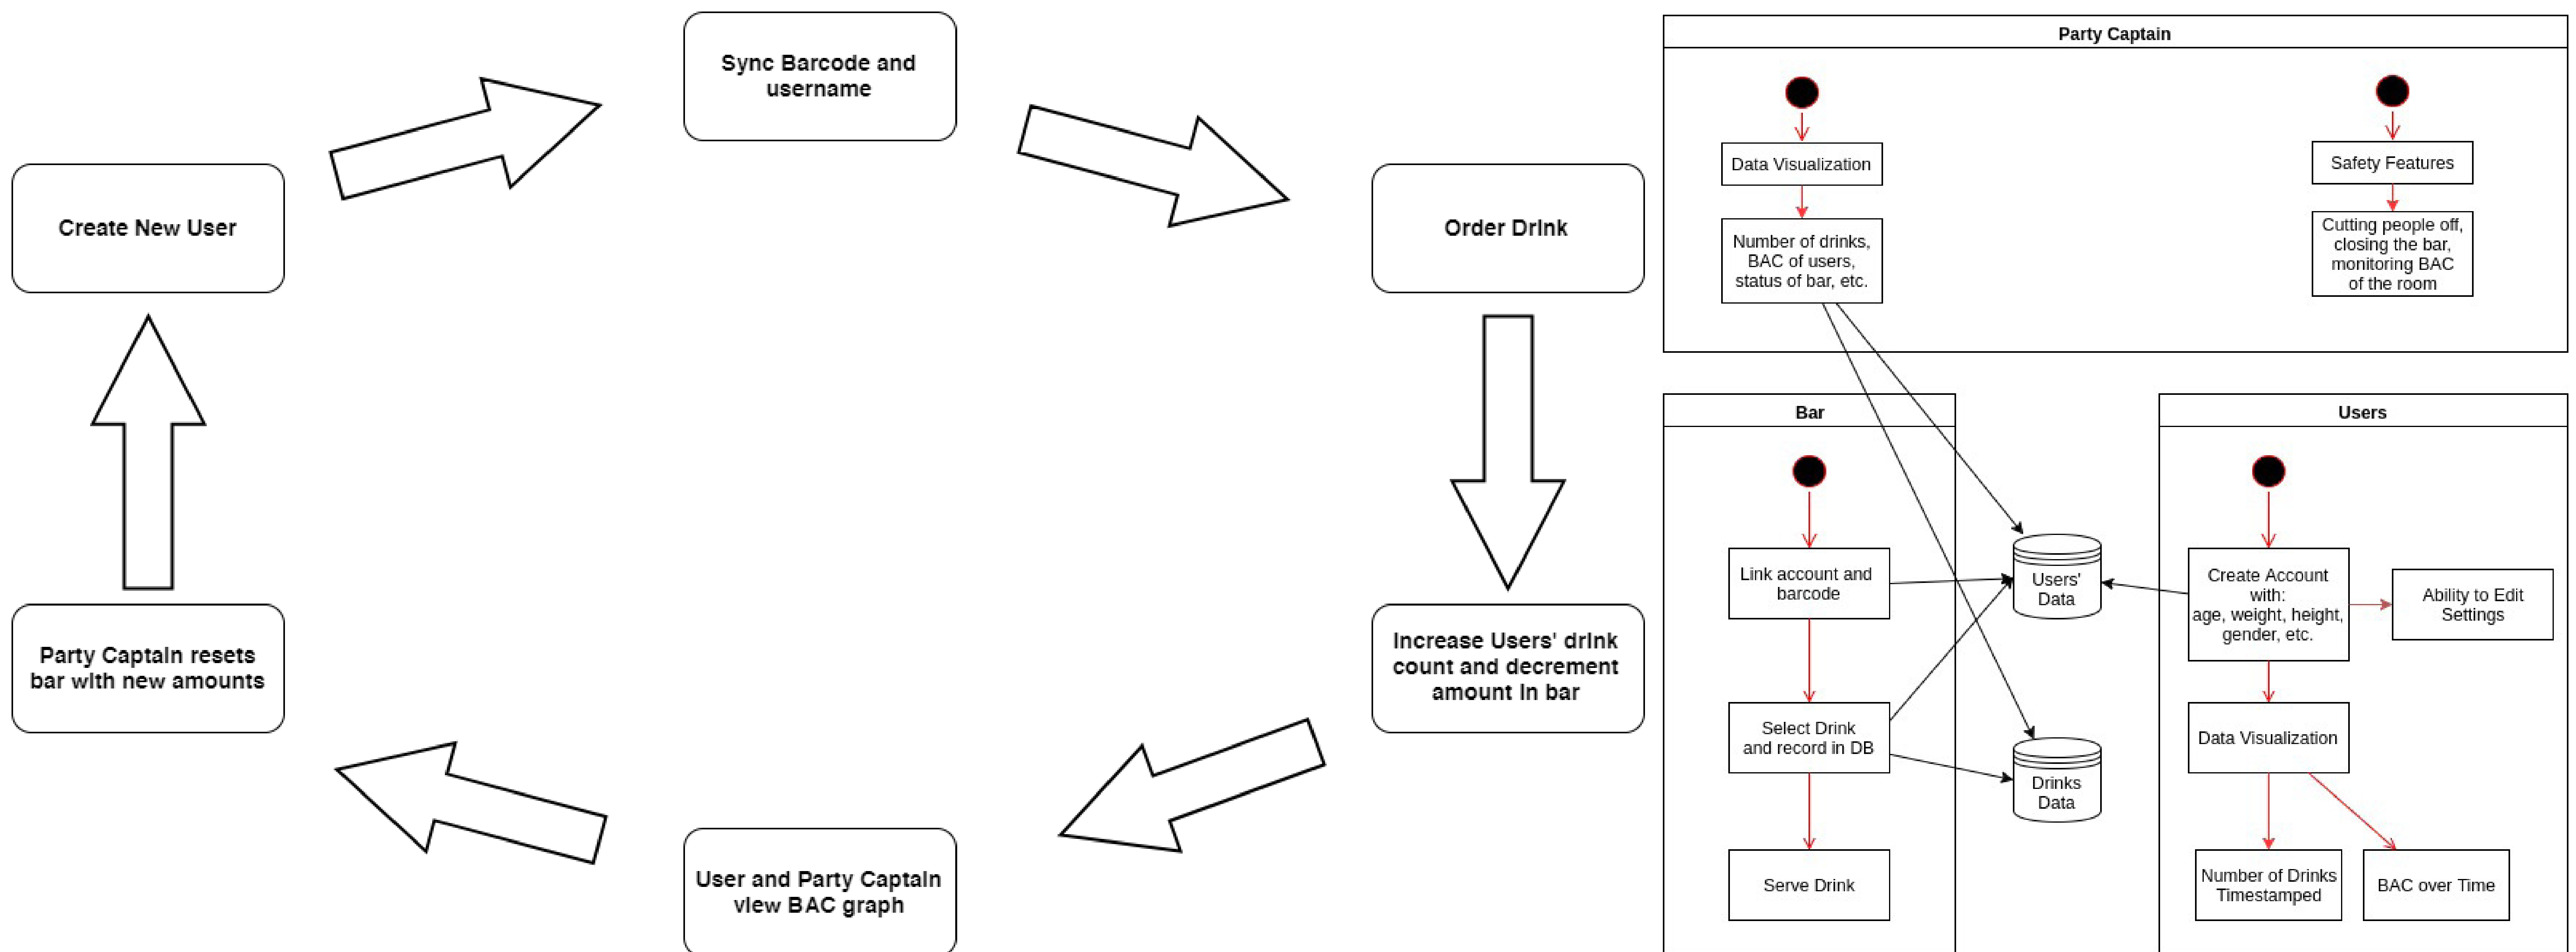 Sync Barcode and
username
Create New User
Order Drink
Increase Users' drink
count and decrement
amount in bar
User and Party Captain
view BAC graph
Party Captain resets
bar with new amounts
Party Captain
Data Visualization
Number of drinks,
BAC of users,
status of bar, etc.
Safety Features
Cutting people off,
closing the bar,
monitoring BAC
of the room
Bar
Link account and
barcode
Select Drink
and record in DB
Serve Drink
Users'
Data
Drinks
Data
Users
Create Account
with:
age, weight, height,
gender, etc.
Ability to Edit
Settings
Data Visualization
Number of Drinks
Timestamped
BAC over Time